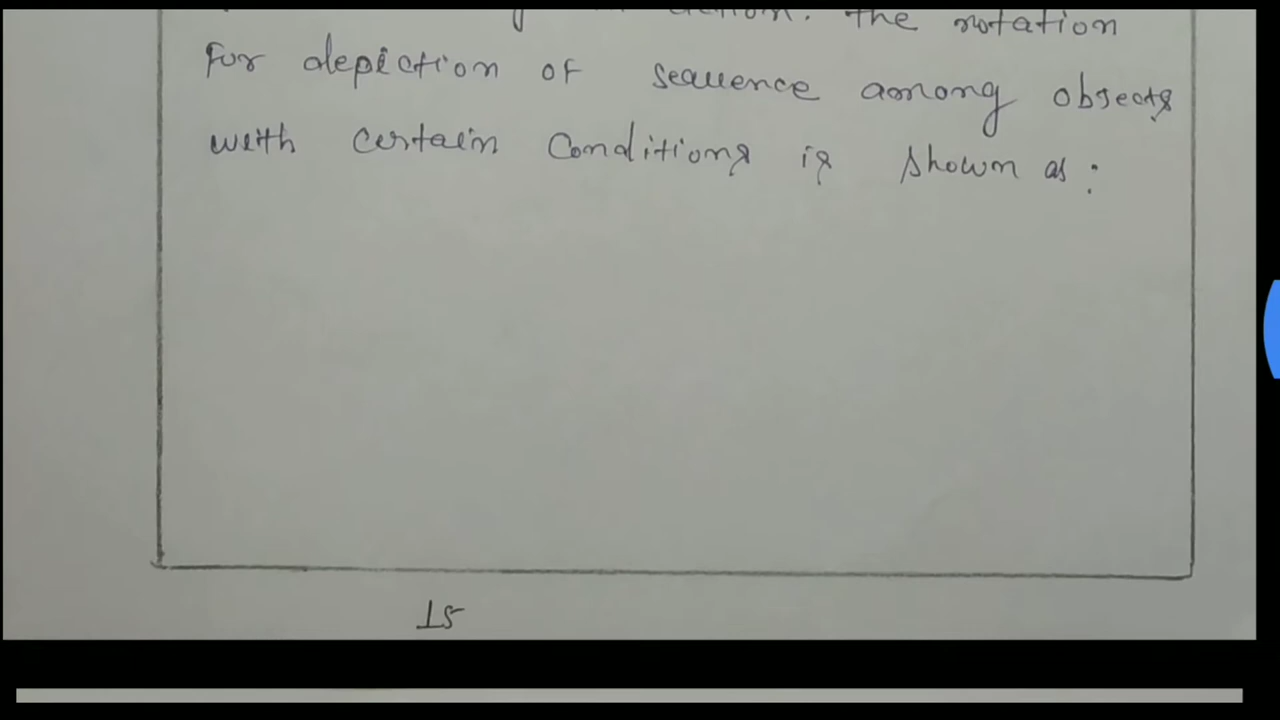 the notation
for depiction of sequence among objects
with certain conditions is shown as :
15